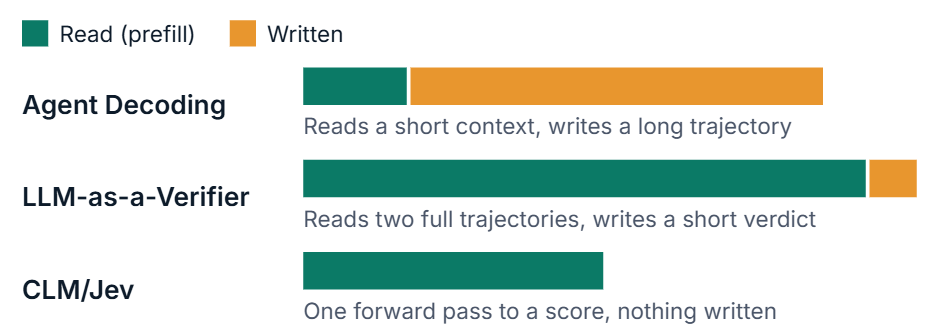 Read (prefill) Written
Agent Decoding
Reads a short context, writes a long trajectory
LLM-as-a-Verifier
Reads two full trajectories, writes a short verdict
CLM/Jev
One forward pass to a score, nothing written